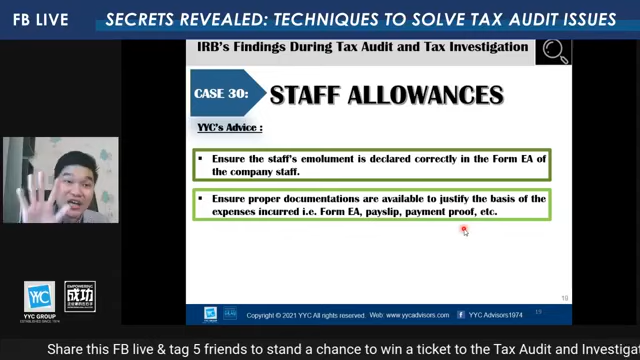 FB LIVE
SECRETS REVEALED: TECHNIQUES TO SOLVE TAX AUDIT ISSUES
IRB's Findings During Tax Audit and Tax Investigation
CASE 30:
STAFF ALLOWANCES
YYC's Advice :
▪ Ensure the staff's emolument is declared correctly in the Form EA of
the company staff.
▪ Ensure proper documentations are available to justify the basis of the
expenses incurred i.e. Form EA, payslip, payment proof, etc.
19
YYC
YYC GROUP
成功
Copyright © 2021 YYC All rights reserved. Web: www.yycadvisors.com
YYC Advisors1974
19
Share this FB live & tag 5 friends to stand a chance to win a ticket to the Tax Audit and Investigat